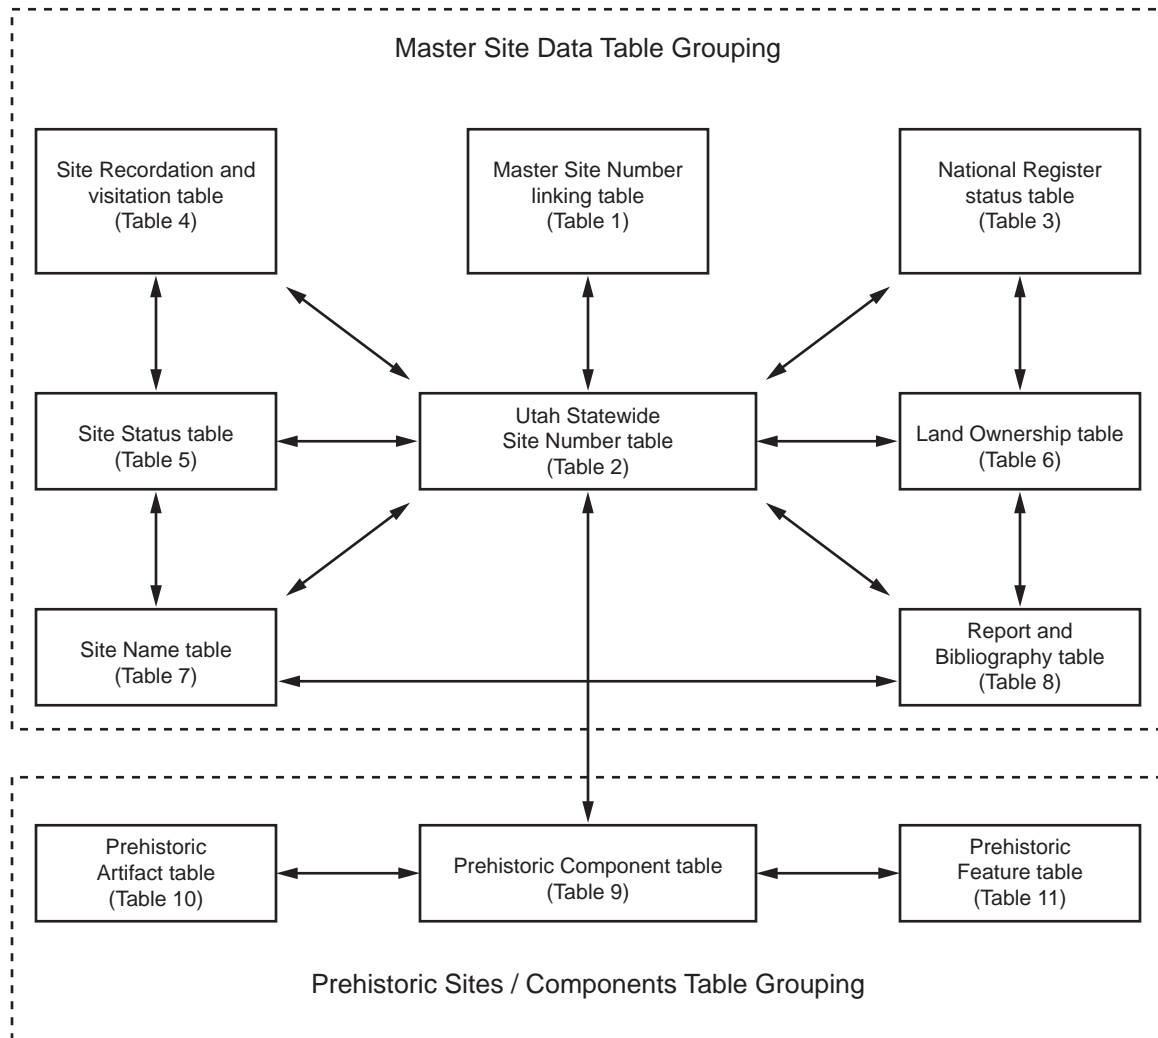 Master Site Data Table Grouping
Site Recordation and
visitation table
(Table 4)
Master Site Number
linking table
(Table 1)
National Register
status table
(Table 3)
Site Status table
(Table 5)
Utah Statewide
Site Number table
(Table 2)
Land Ownership table
(Table 6)
Site Name table
(Table 7)
Report and
Bibliography table
(Table 8)
Prehistoric
Artifact table
(Table 10)
Prehistoric Component table
(Table 9)
Prehistoric
Feature table
(Table 11)
Prehistoric Sites / Components Table Grouping